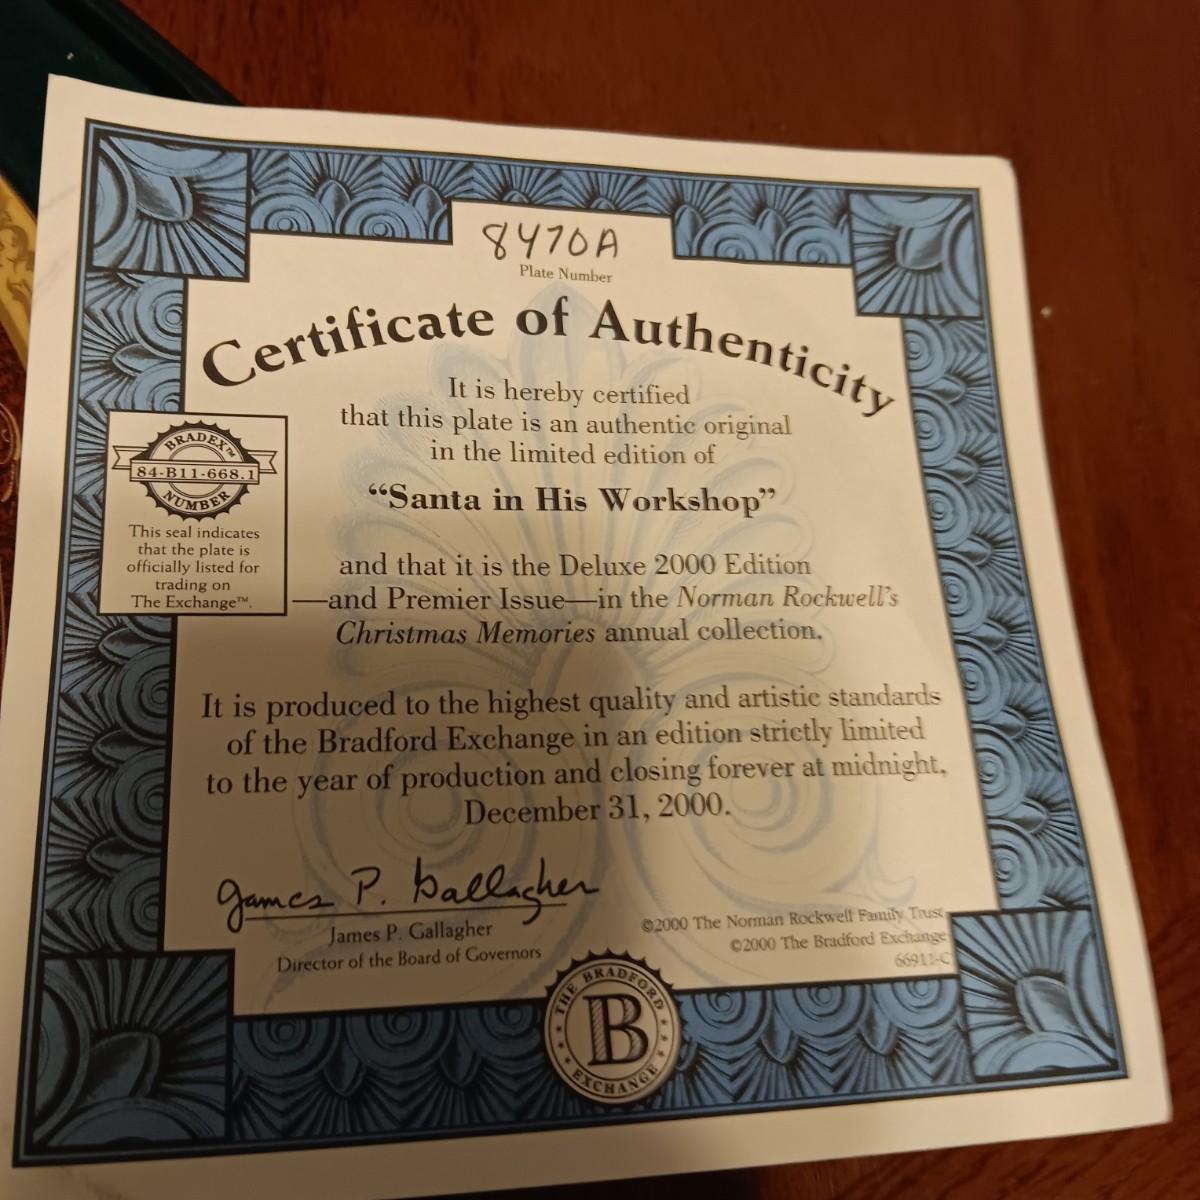 8470A
Plate Number
Certificate of Authenticity
It is hereby certified
that this plate is an authentic original
in the limited edition of
“Santa in His Workshop”
and that it is the Deluxe 2000 Edition
—and Premier Issue—in the Norman Rockwell’s
Christmas Memories annual collection.
BRADEX™
84-B11-668.1
NUMBER
This seal indicates
that the plate is
officially listed for
trading on
The Exchange™.
It is produced to the highest quality and artistic standards
of the Bradford Exchange in an edition strictly limited
to the year of production and closing forever at midnight,
December 31, 2000.
James P. Gallagher
James P. Gallagher
Director of the Board of Governors
©2000 The Norman Rockwell Family Trust
©2000 The Bradford Exchange
66911-C
THE BRADFORD
B
EXCHANGE